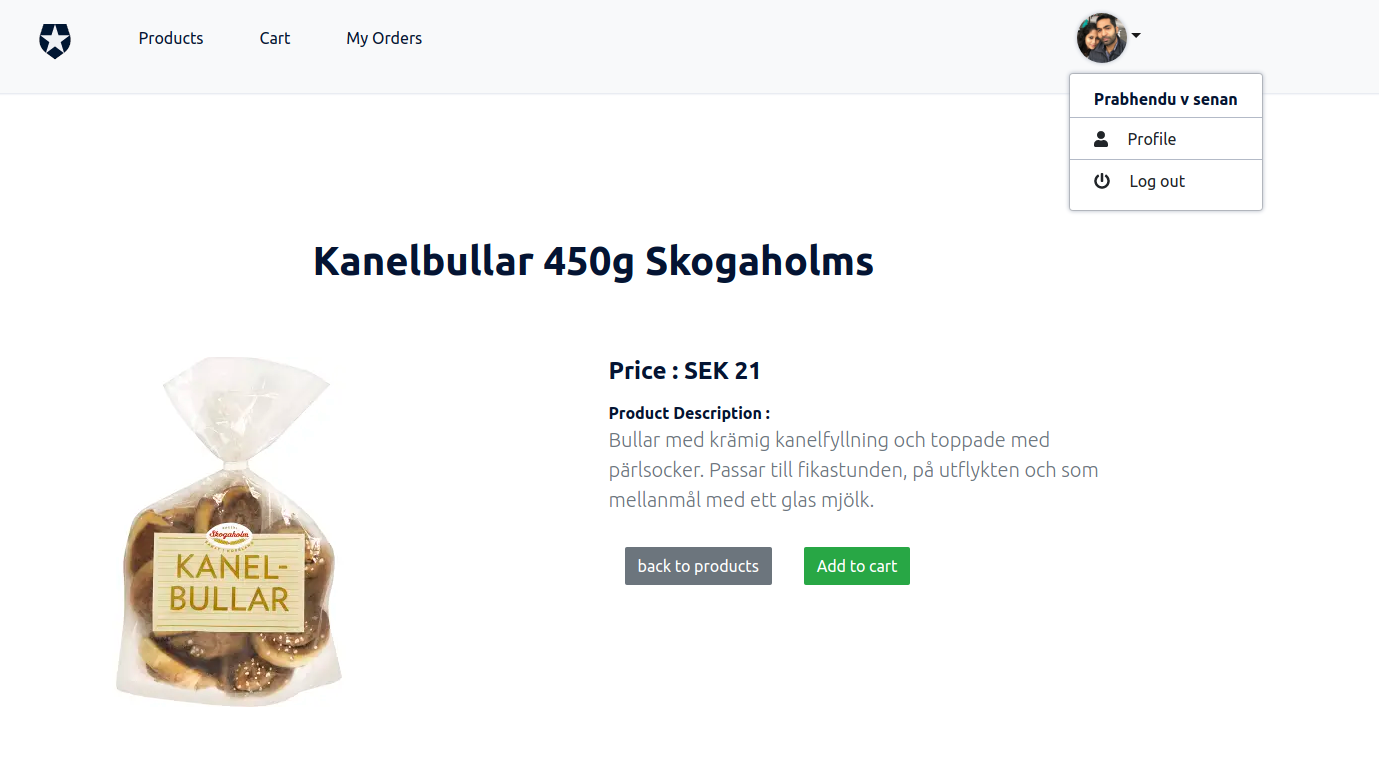 Products
Cart
My Orders
Prabhendu v senan
Profile
Log out
Kanelbullar 450g Skogaholms
Price : SEK 21
Product Description :
Bullar med krämig kanelfyllning och toppade med
pärlsocker. Passar till fikastunden, på utflykten och som
mellanmål med ett glas mjölk.
back to products
Add to cart
Skogaholm
KANEL-
BULLAR